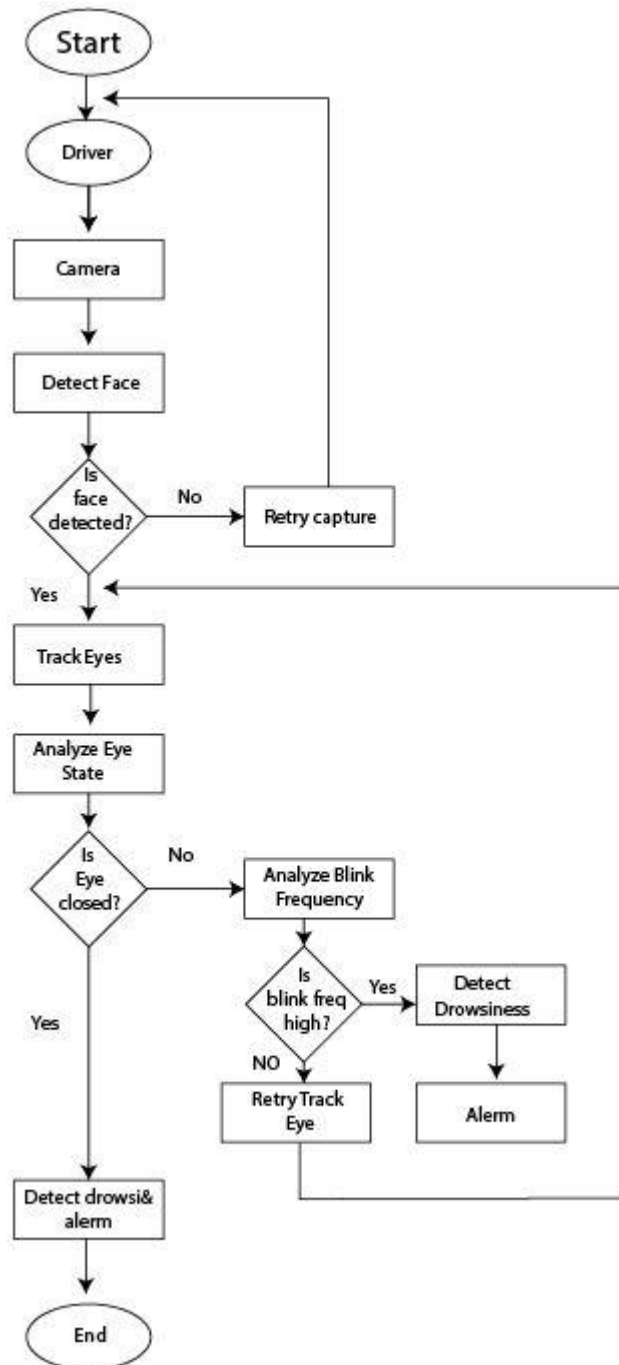 Start
Driver
Camera
Detect Face
Is
face
detected?
No
Retry capture
Yes
Track Eyes
Analyze Eye
State
Is
Eye
closed?
No
Analyze Blink
Frequency
Is
blink freq
high?
Yes
Detect
Drowsiness
Alerm
NO
Retry Track
Eye
Yes
Detect drowsi&
alerm
End